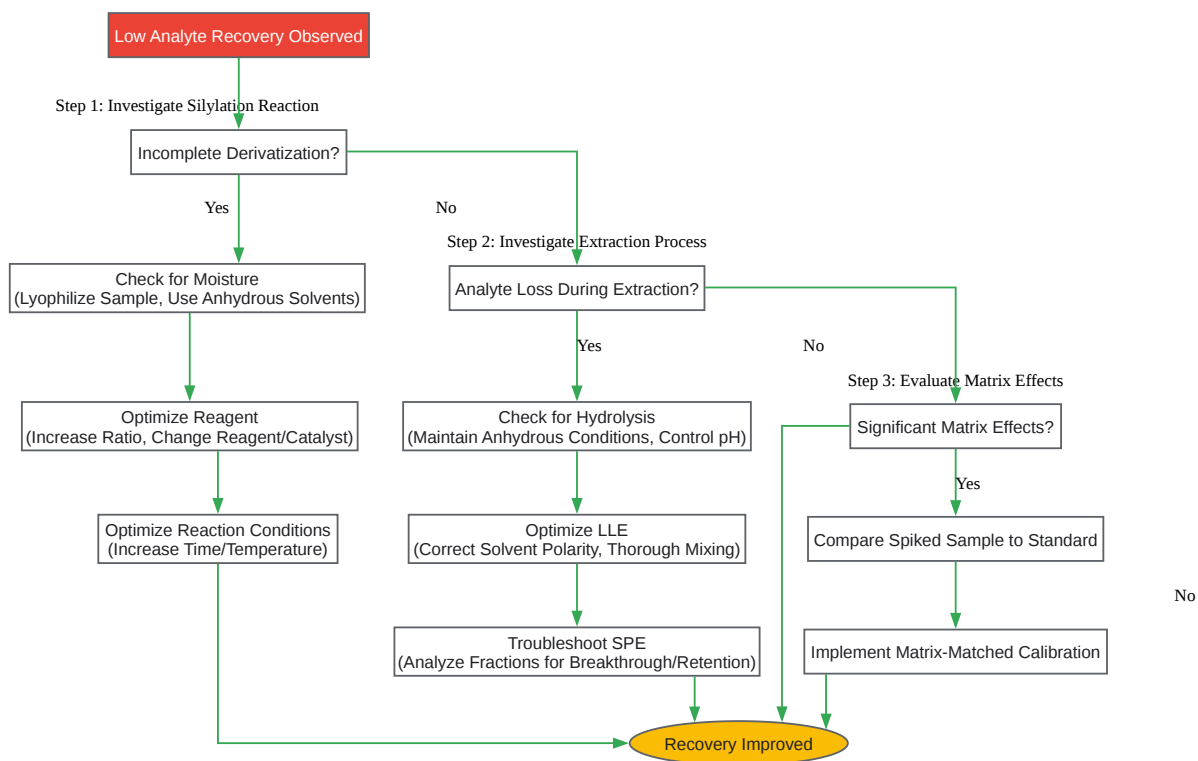 Low Analyte Recovery Observed
Step 1: Investigate Silylation Reaction
Incomplete Derivatization?
Yes
No
Step 2: Investigate Extraction Process
Check for Moisture
(Lyophilize Sample, Use Anhydrous Solvents)
Analyte Loss During Extraction?
Yes
No
Step 3: Evaluate Matrix Effects
Optimize Reagent
(Increase Ratio, Change Reagent/Catalyst)
Check for Hydrolysis
(Maintain Anhydrous Conditions, Control pH)
Significant Matrix Effects?
Yes
Optimize Reaction Conditions
(Increase Time/Temperature)
Optimize LLE
(Correct Solvent Polarity, Thorough Mixing)
Compare Spiked Sample to Standard
No
Troubleshoot SPE
(Analyze Fractions for Breakthrough/Retention)
Implement Matrix-Matched Calibration
Recovery Improved